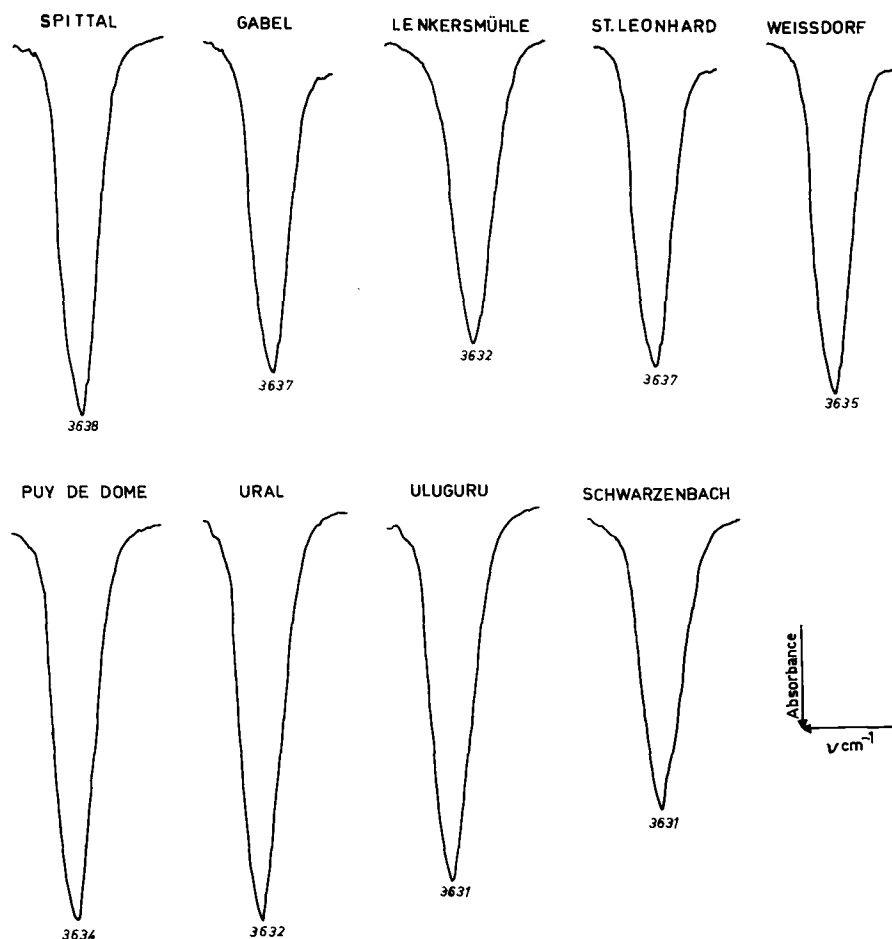 SPITTAL
GABEL
LENKERSMÜHLE
ST.LEONHARD
WEISSDORF
3638
3637
3632
3637
3635
PUY DE DOME
URAL
ULUGURU
SCHWARZENBACH
3634
3632
3631
3631
Absorbance
νcm⁻¹